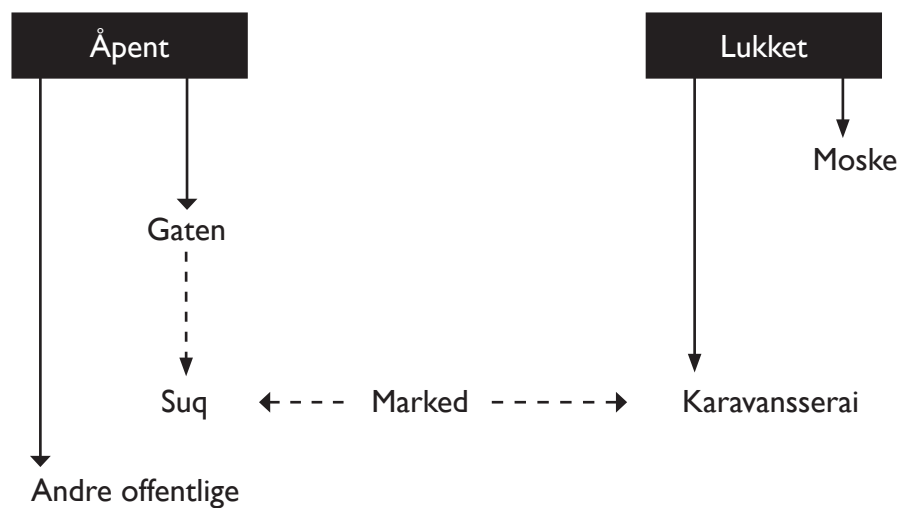 Åpent
Lukket
Moske
Gaten
Suq
Marked
Karavansserai
Andre offentlige